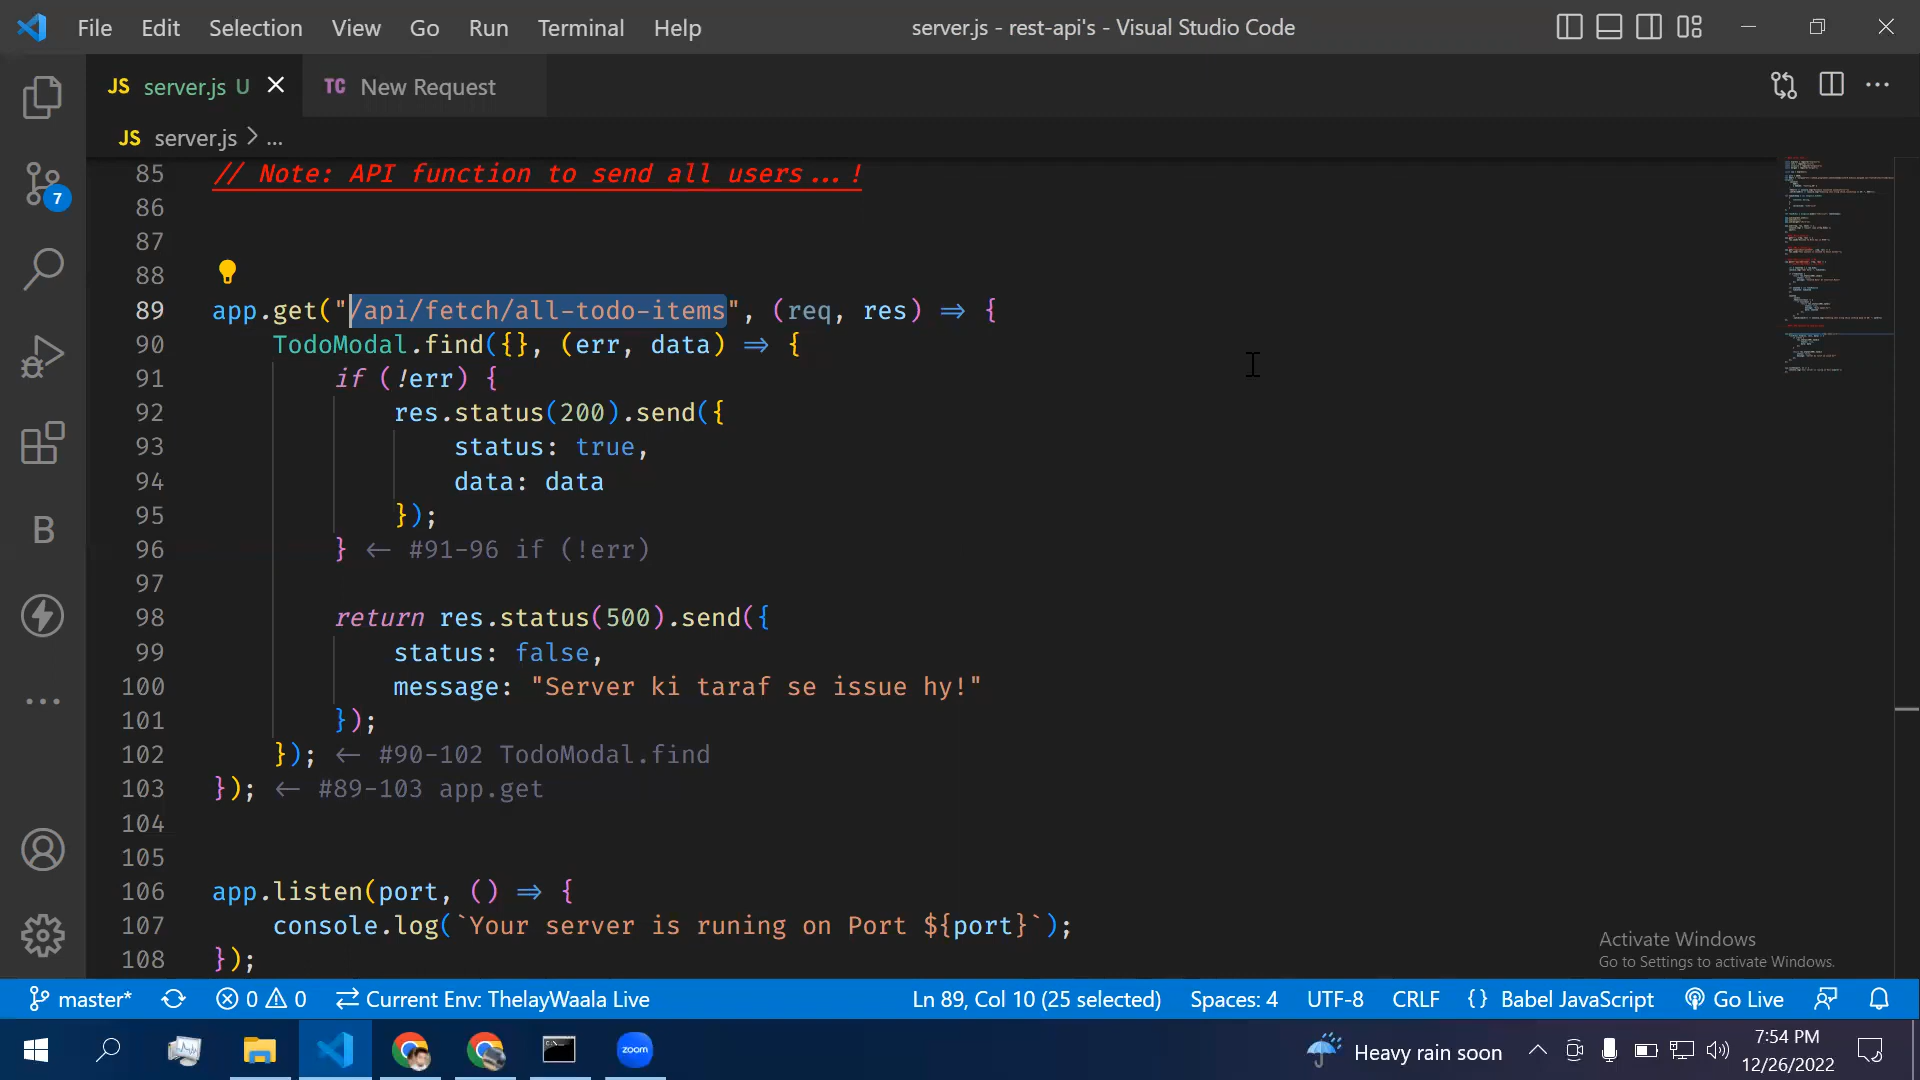 File Edit Selection View Go Run Terminal Help server.js - rest-api's - Visual Studio Code
JS server.js U TC New Request
JS server.js > ...
85 // Note: API function to send all users...!
86
87
88
89 app.get("/api/fetch/all-todo-items", (req, res) => {
90 TodoModal.find({}, (err, data) => {
91 if (!err) {
92 res.status(200).send({
93 status: true,
94 data: data
95 });
96 } <- #91-96 if (!err)
97
98 return res.status(500).send({
99 status: false,
100 message: "Server ki taraf se issue hy!"
101 });
102 }); <- #90-102 TodoModal.find
103 }); <- #89-103 app.get
104
105
106 app.listen(port, () => {
107 console.log(`Your server is runing on Port ${port}`);
108 });
7
B
Activate Windows
Go to Settings to activate Windows.
master* 0 0 Current Env: ThelayWaala Live Ln 89, Col 10 (25 selected) Spaces: 4 UTF-8 CRLF {} Babel JavaScript Go Live
zoom
Heavy rain soon
7:54 PM
12/26/2022